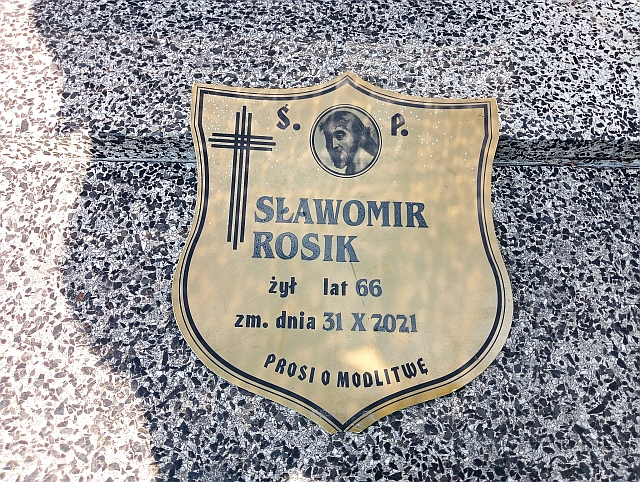 Ś. P.
SŁAWOMIR
ROSIK
żył lat 66
zm. dnia 31 X 2021
PROSI O MODLITWĘ